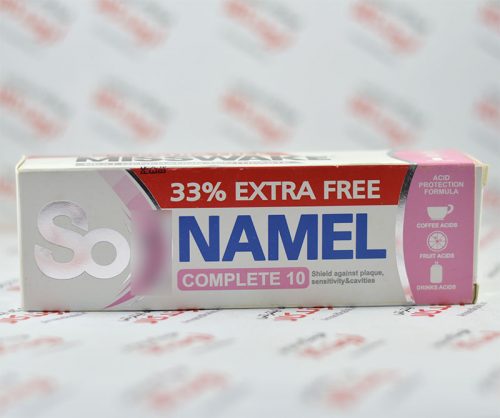 MISSWAKE
33% EXTRA FREE
So
NAMEL
COMPLETE 10
Shield against plaque,
sensitivity&cavities
ACID
PROTECTION
FORMULA
COFFEE ACIDS
FRUIT ACIDS
DRINKS ACIDS